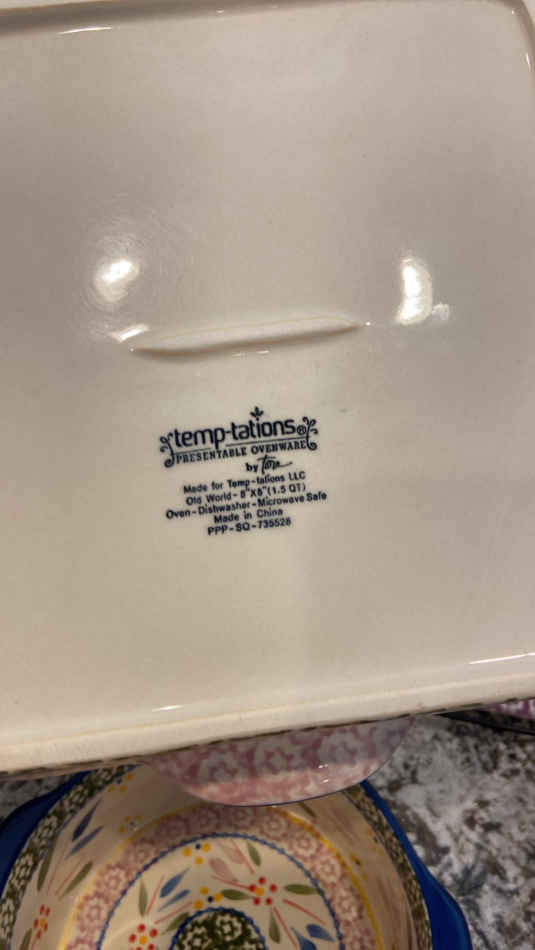 temp-tations®
PRESENTABLE OVENWARE
by Tara
Made for Temp-tations LLC
Old World - 8"X8"(1.5 QT)
Oven-Dishwasher-Microwave Safe
Made in China
PPP-SQ-735526